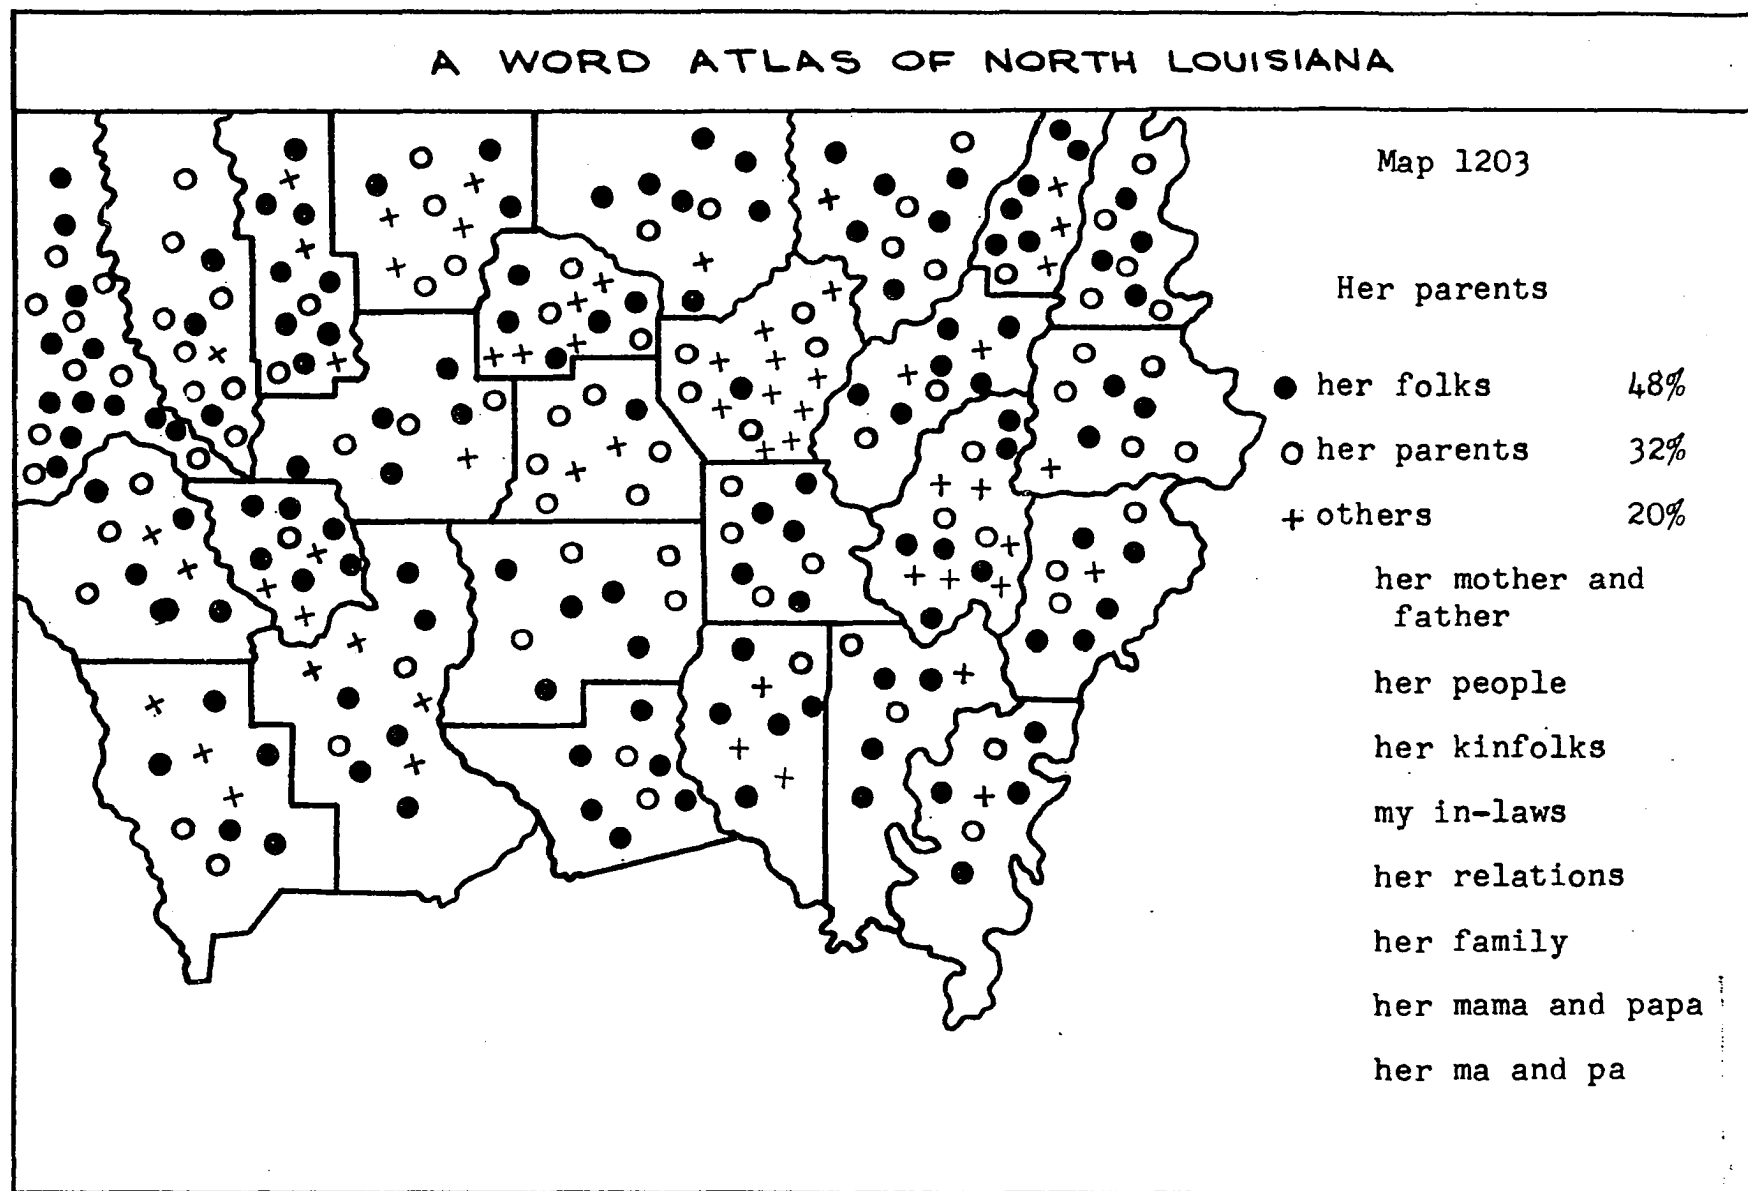 A WORD ATLAS OF NORTH LOUISIANA
Map 1203
Her parents
her folks 48%
her parents 32%
others 20%
her mother and
father
her people
her kinfolks
my in-laws
her relations
her family
her mama and papa
her ma and pa